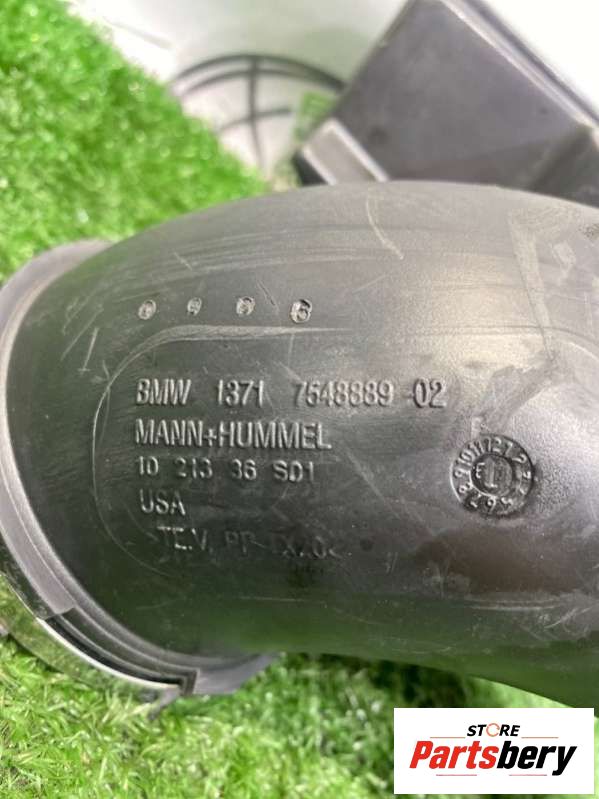 BMW 1371 7548889-02
MANN+HUMMEL
10 213 36 SD1
USA
STORE
Partsbery